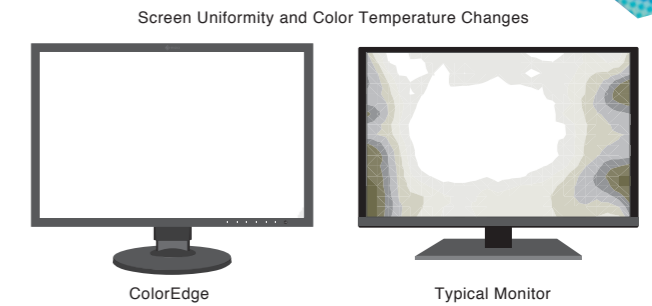 Screen Uniformity and Color Temperature Changes
ColorEdge
Typical Monitor